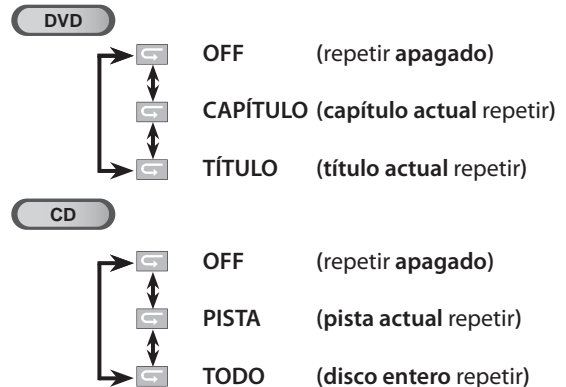 DVD
OFF (repetir apagado)
CAPÍTULO (capítulo actual repetir)
TÍTULO (título actual repetir)
CD
OFF (repetir apagado)
PISTA (pista actual repetir)
TODO (disco entero repetir)